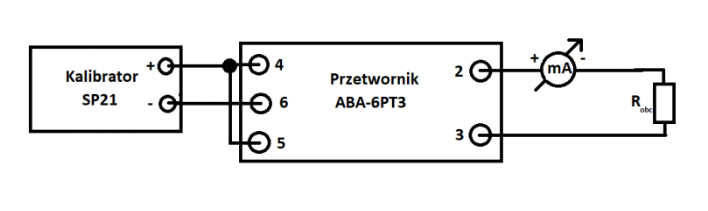 Kalibrator
SP21
+
-
4
6
5
Przetwornik
ABA-6PT3
2
3
+
-
mA
R obc